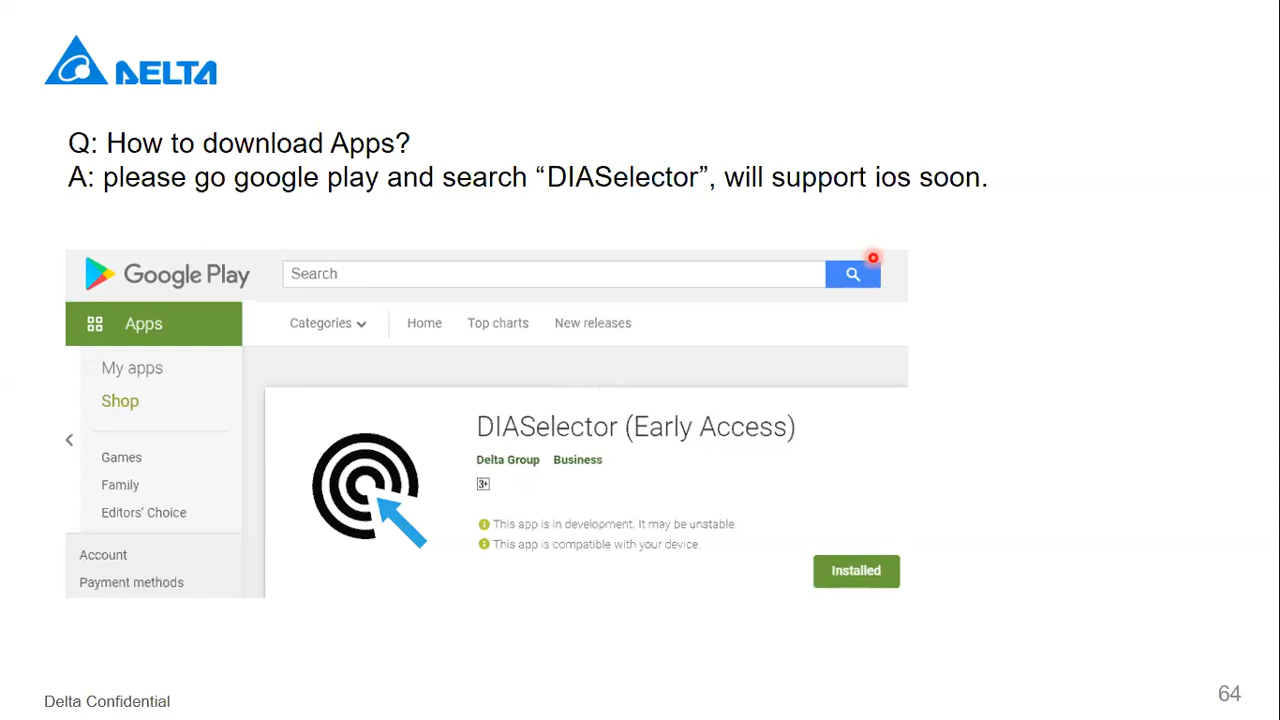 DELTA
Q: How to download Apps?
A: please go google play and search “DIASelector”, will support ios soon.
Google Play
Search
Apps
Categories
Home
Top charts
New releases
My apps
Shop
Games
Family
Editors' Choice
Account
Payment methods
DIASelector (Early Access)
Delta Group Business
3+
This app is in development. It may be unstable.
This app is compatible with your device.
Installed
Delta Confidential
64